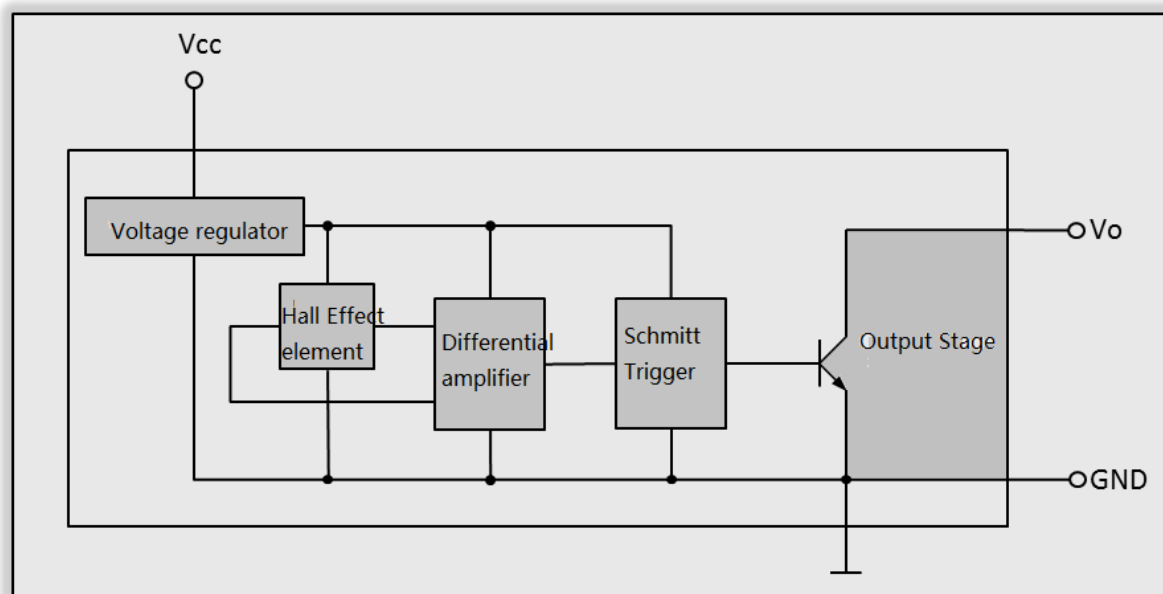 Vcc
Voltage regulator
Vo
Hall Effect
element
Differential
amplifier
Schmitt
Trigger
Output Stage
GND